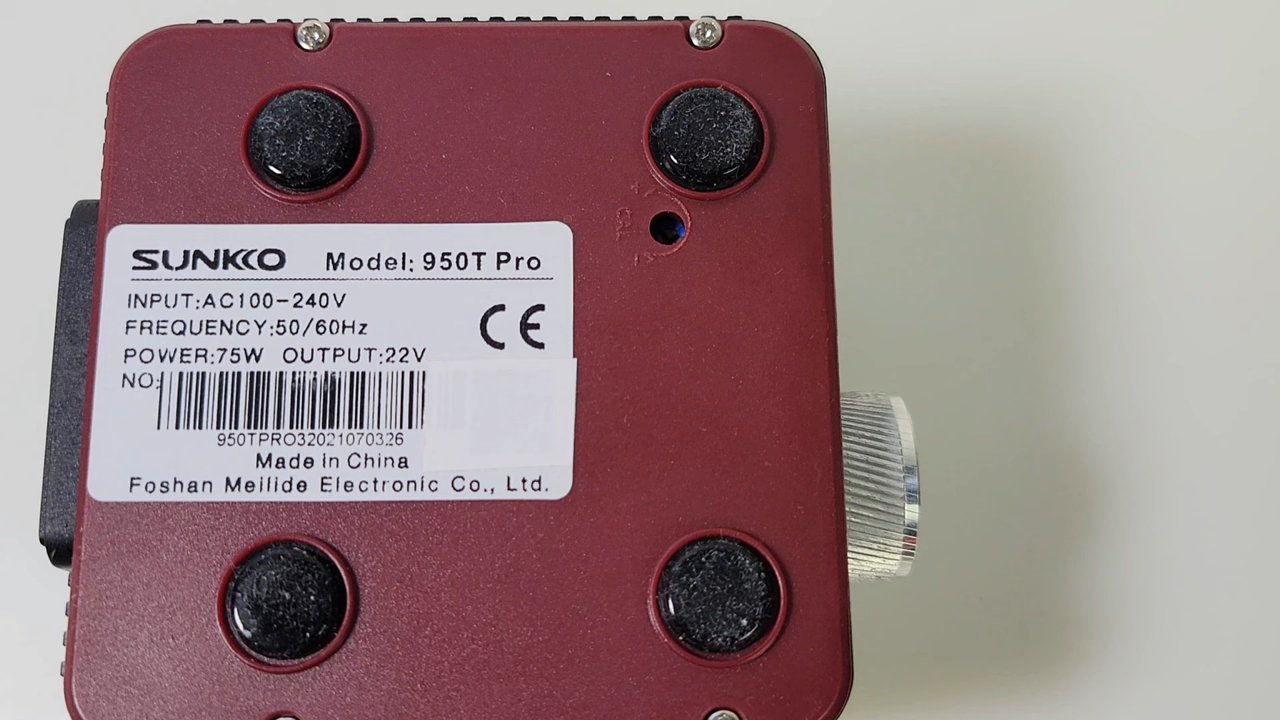 SUNKKO Model: 950T Pro
INPUT:AC100-240V
FREQUENCY:50/60Hz
POWER:75W OUTPUT:22V
NO:
950TPRO32021070326
Made in China
Foshan Meilide Electronic Co., Ltd.
CE